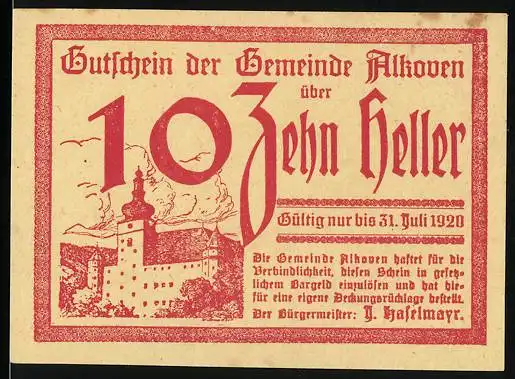 Gutschein der Gemeinde Alkoven
über
10 Zehn Heller
Gültig nur bis 31. Juli 1920
Die Gemeinde Alkoven haftet für die
Verbindlichkeit, diesen Schein in gesetz-
lichem Bargeld einzulösen und hat hie-
für eine eigene Deckungsrücklage bestellt.
Der Bürgermeister: J. Haselmayr.